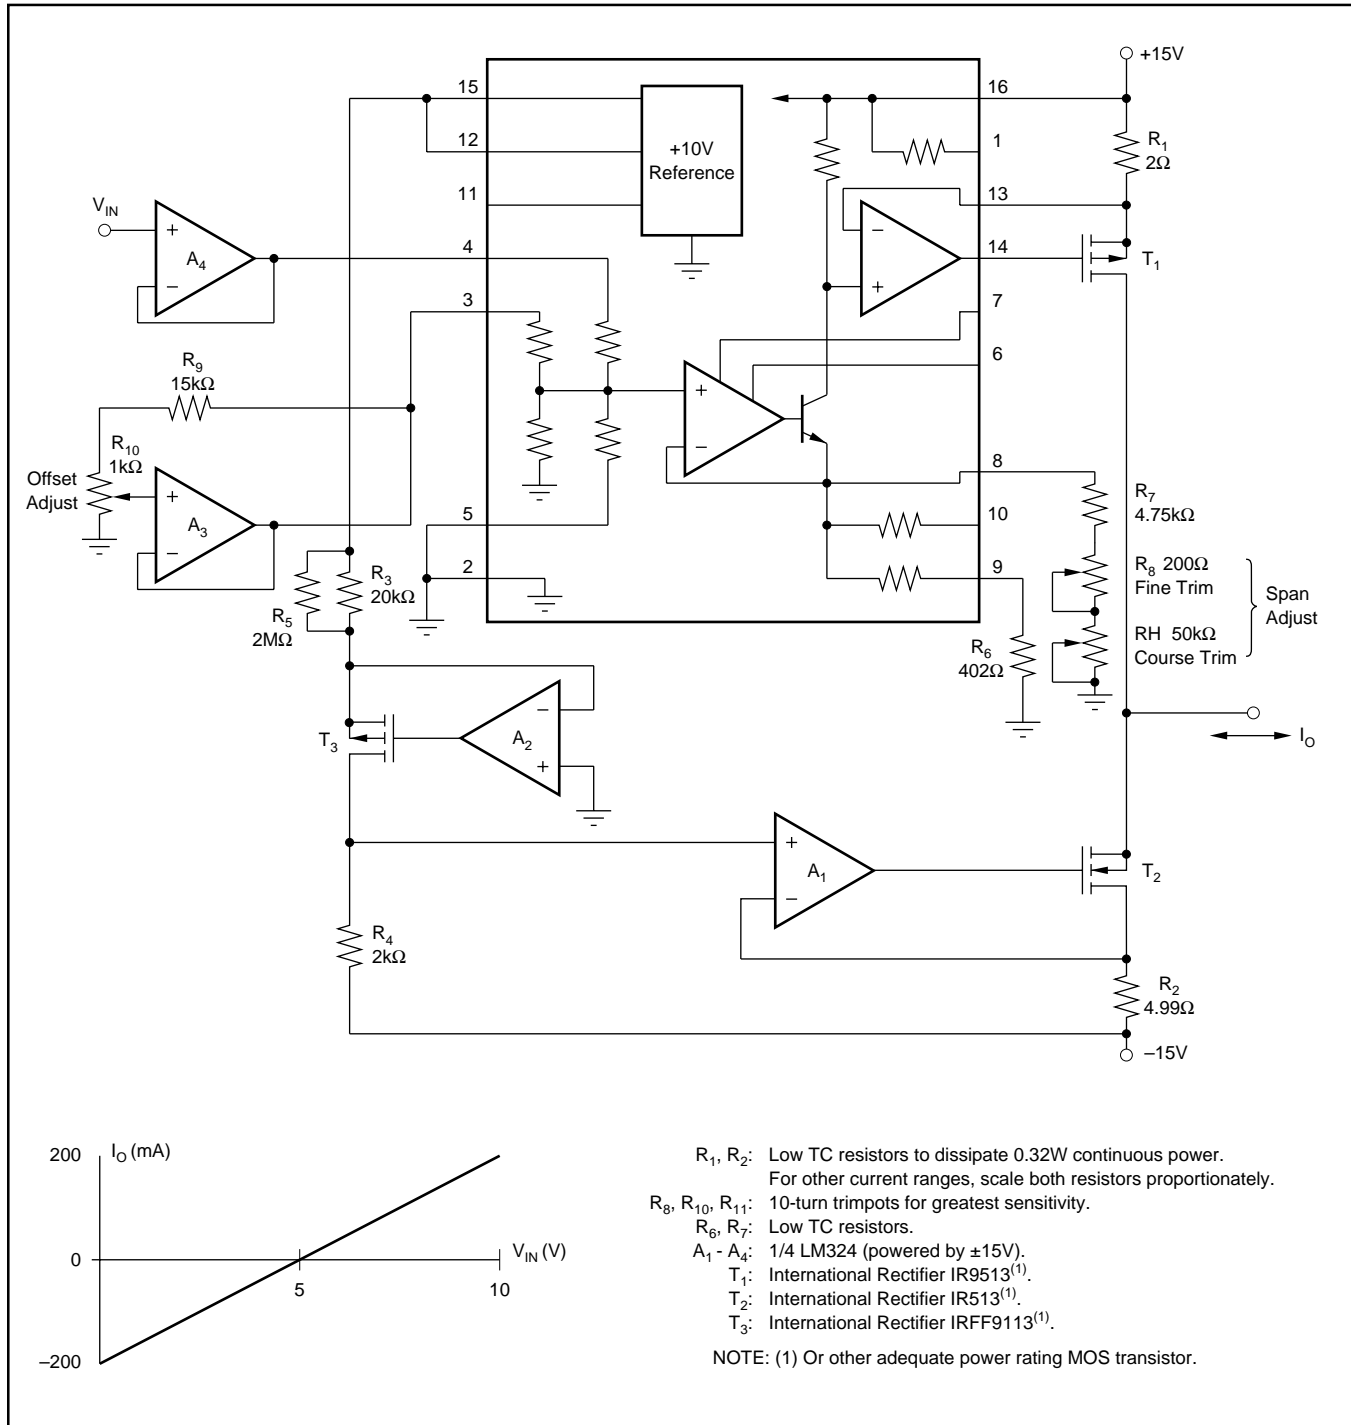 +15V
15
16
R1
2Ω
12
+10V
Reference
1
11
13
VIN
+
A4
–
4
–
+
14
T1
3
7
6
R9
15kΩ
+
–
R10
1kΩ
Offset
Adjust
+
A3
–
8
R7
4.75kΩ
5
10
R8 200Ω
Fine Trim
Span
Adjust
2
9
R3
20kΩ
R5
2MΩ
R6
402Ω
RH 50kΩ
Course Trim
T3
–
A2
+
IO
+
A1
–
T2
R4
2kΩ
R2
4.99Ω
–15V
200
IO (mA)
0
VIN (V)
5
10
–200
R1, R2: Low TC resistors to dissipate 0.32W continuous power.
For other current ranges, scale both resistors proportionately.
R8, R10, R11: 10-turn trimpots for greatest sensitivity.
R6, R7: Low TC resistors.
A1 - A4: 1/4 LM324 (powered by ±15V).
T1: International Rectifier IR9513(1).
T2: International Rectifier IR513(1).
T3: International Rectifier IRFF9113(1).
NOTE: (1) Or other adequate power rating MOS transistor.